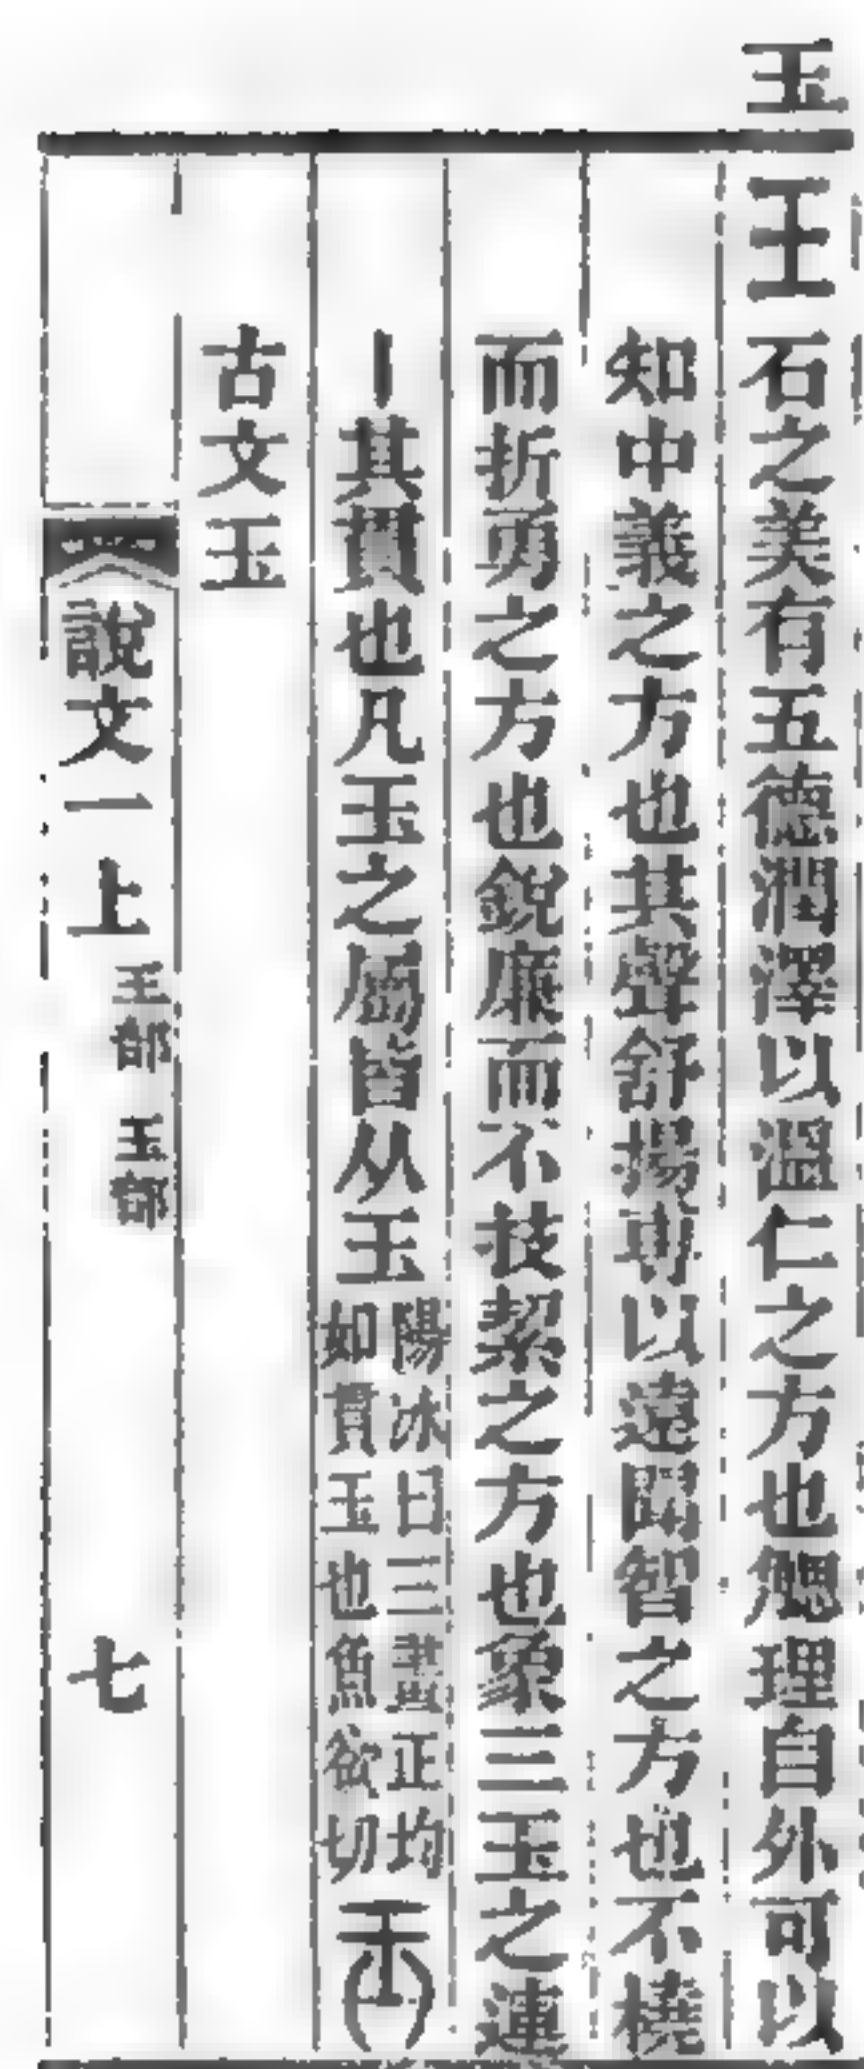 玉
王石之美有五德潤澤以溫仁之方也䚡理自外可以
知中義之方也其聲舒揚尃以遠聞智之方也不橈
而折勇之方也銳廉而不技絜之方也象三玉之連
丨其貫也凡玉之屬皆从玉
陽冰曰三畫正均
如貫玉也魚欲切
𤣪
古文玉
說文一上
王部 玉部
七